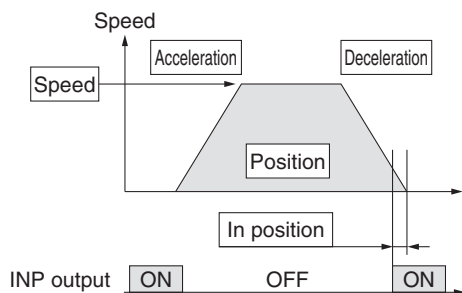 Speed
Acceleration
Deceleration
Speed
Position
In position
INP output ON OFF ON